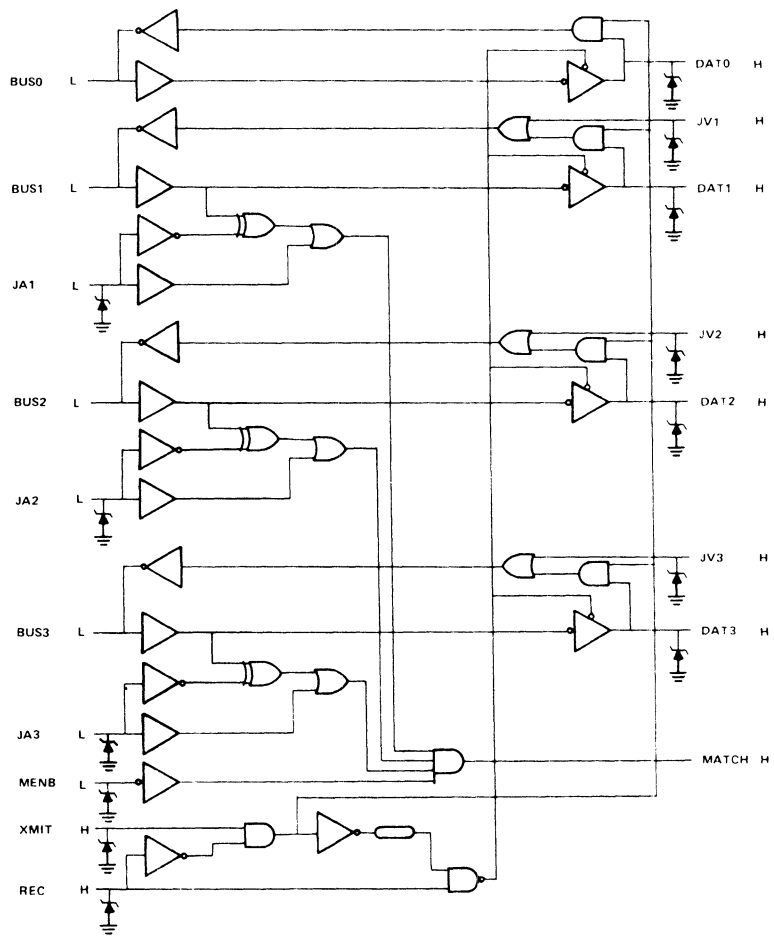 DAT0 H
BUS0 L
JV1 H
BUS1 L
DAT1 H
JA1 L
JV2 H
BUS2 L
DAT2 H
JA2 L
JV3 H
BUS3 L
DAT3 H
JA3 L
MATCH H
MENB L
XMIT H
REC H